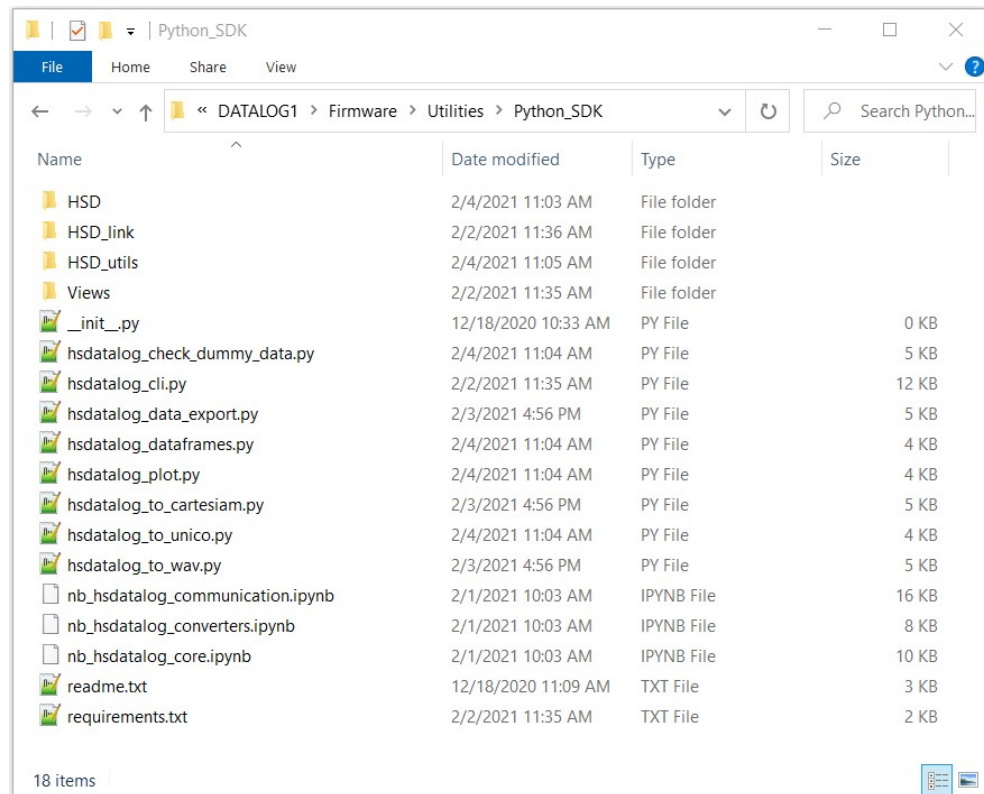 Python_SDK
File Home Share View
?
« DATALOG1 > Firmware > Utilities > Python_SDK Search Python...
Name Date modified Type Size
HSD 2/4/2021 11:03 AM File folder
HSD_link 2/2/2021 11:36 AM File folder
HSD_utils 2/4/2021 11:05 AM File folder
Views 2/2/2021 11:35 AM File folder
__init__.py 12/18/2020 10:33 AM PY File 0 KB
hsdatalog_check_dummy_data.py 2/4/2021 11:04 AM PY File 5 KB
hsdatalog_cli.py 2/2/2021 11:35 AM PY File 12 KB
hsdatalog_data_export.py 2/3/2021 4:56 PM PY File 5 KB
hsdatalog_dataframes.py 2/4/2021 11:04 AM PY File 4 KB
hsdatalog_plot.py 2/4/2021 11:04 AM PY File 4 KB
hsdatalog_to_cartesiam.py 2/3/2021 4:56 PM PY File 5 KB
hsdatalog_to_unico.py 2/4/2021 11:04 AM PY File 4 KB
hsdatalog_to_wav.py 2/3/2021 4:56 PM PY File 5 KB
nb_hsdatalog_communication.ipynb 2/1/2021 10:03 AM IPYNB File 16 KB
nb_hsdatalog_converters.ipynb 2/1/2021 10:03 AM IPYNB File 8 KB
nb_hsdatalog_core.ipynb 2/1/2021 10:03 AM IPYNB File 10 KB
readme.txt 12/18/2020 11:09 AM TXT File 3 KB
requirements.txt 2/2/2021 11:35 AM TXT File 2 KB
18 items